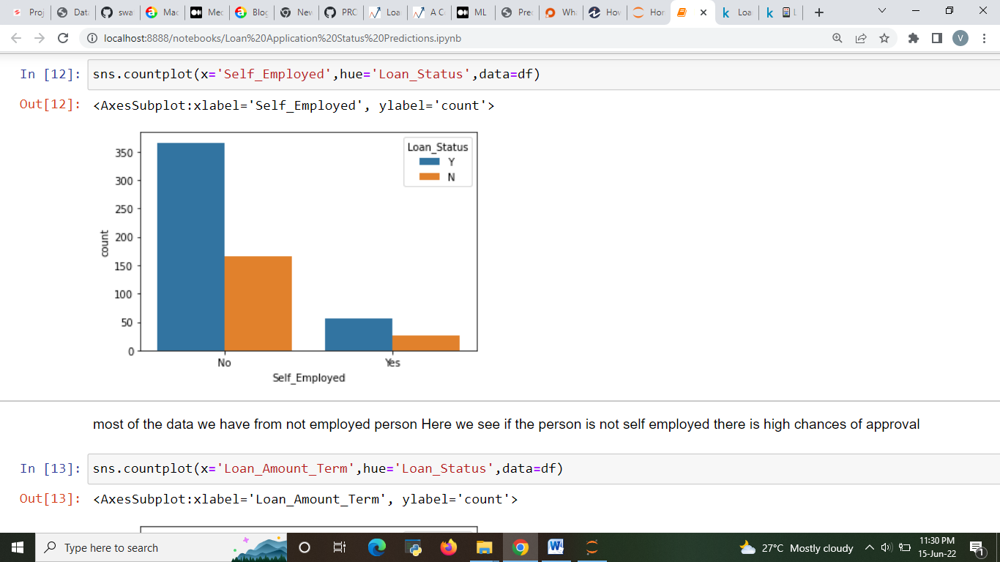 Proj Data swa Mac Med Blog New PRC Loa A C ML Pred Wha How Hom Loa L
localhost:8888/notebooks/Loan%20Application%20Status%20Predictions.ipynb V
In [12]: sns.countplot(x='Self_Employed',hue='Loan_Status',data=df)
Out[12]: <AxesSubplot:xlabel='Self_Employed', ylabel='count'>
Loan_Status
Y
N
350
300
250
200
150
100
50
0
count
No Yes
Self_Employed
most of the data we have from not employed person Here we see if the person is not self employed there is high chances of approval
In [13]: sns.countplot(x='Loan_Amount_Term',hue='Loan_Status',data=df)
Out[13]: <AxesSubplot:xlabel='Loan_Amount_Term', ylabel='count'>
Type here to search
27°C Mostly cloudy
11:30 PM
15-Jun-22
1